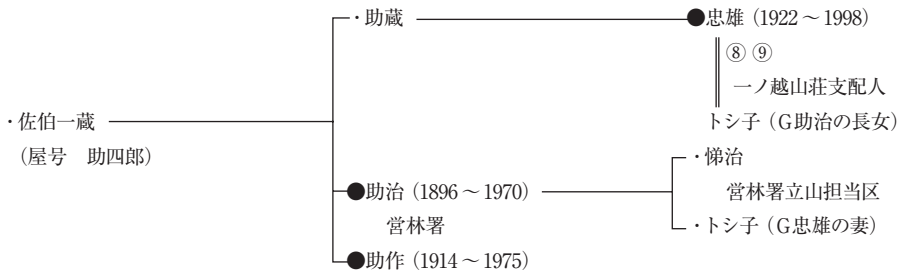 ・助蔵
●忠雄 (1922～1998)
⑧ ⑨
一ノ越山荘支配人
トシ子 (G助治の長女)
・佐伯一蔵
(屋号　助四郎)
●助治 (1896～1970)
営林署
・悌治
営林署立山担当区
・トシ子 (G忠雄の妻)
●助作 (1914～1975)